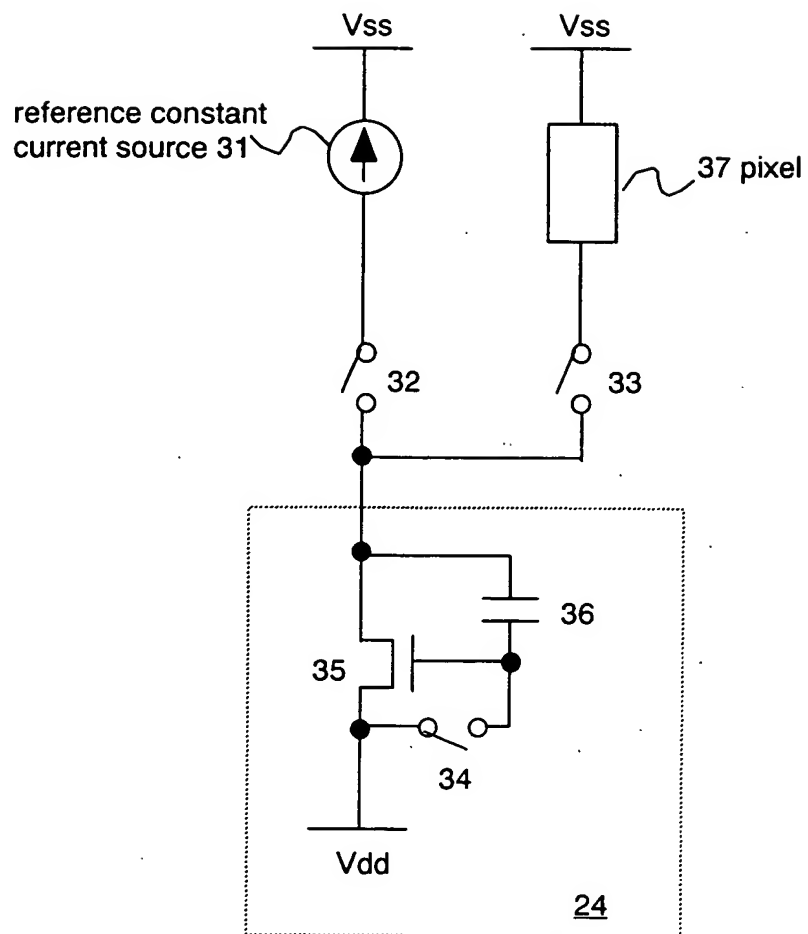 Vss
Vss
reference constant
current source 31
37 pixel
32
33
36
35
34
Vdd
24